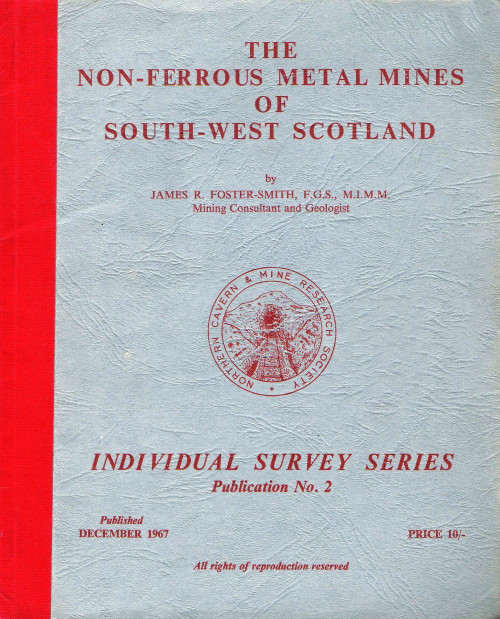 THE
NON-FERROUS METAL MINES
OF
SOUTH-WEST SCOTLAND
by
JAMES R. FOSTER-SMITH, F.G.S., M.I.M.M.
Mining Consultant and Geologist
NORTHERN CAVERN & MINE RESEARCH SOCIETY
INDIVIDUAL SURVEY SERIES
Publication No. 2
Published
DECEMBER 1967
PRICE 10/-
All rights of reproduction reserved